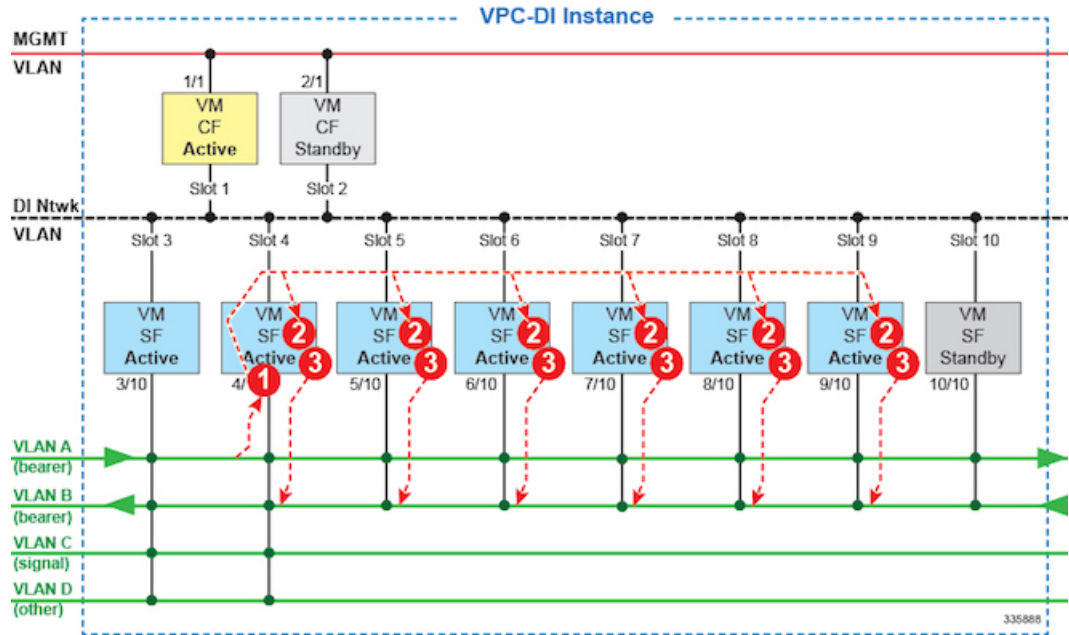 VPC-DI Instance
MGMT
VLAN
1/1
2/1
VM
CF
Active
VM
CF
Standby
Slot 1
Slot 2
DI Ntwk
VLAN
Slot 3
Slot 4
Slot 5
Slot 6
Slot 7
Slot 8
Slot 9
Slot 10
VM
SF
Active
VM
SF 2
Active 3
VM
SF 2
Active 3
VM
SF 2
Active 3
VM
SF 2
Active 3
VM
SF 2
Active 3
VM
SF 2
Active 3
VM
SF
Standby
3/10
4/ 1
5/10
6/10
7/10
8/10
9/10
10/10
VLAN A
(bearer)
VLAN B
(bearer)
VLAN C
(signal)
VLAN D
(other)
335888